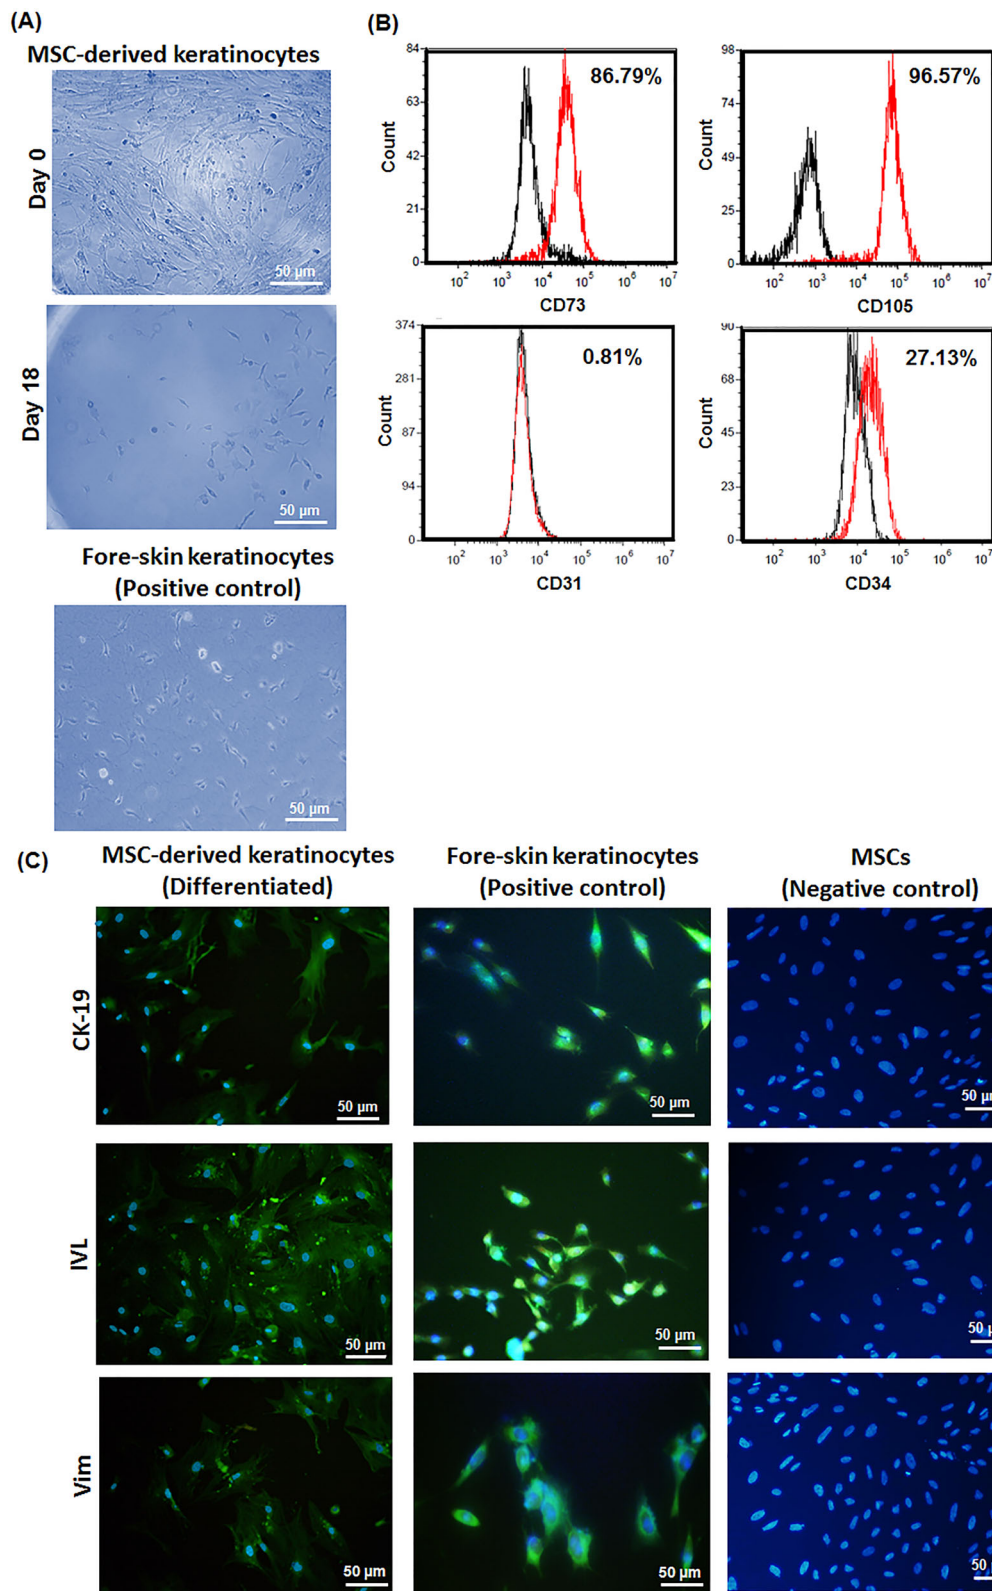 (A)
MSC-derived keratinocytes
Day 0
50 µm
Day 18
50 µm
Fore-skin keratinocytes
(Positive control)
50 µm
(B)
84
63
42
21
0
Count
86.79%
10² 10³ 10⁴ 10⁵ 10⁶ 10⁷
CD73
98
74
49
25
0
Count
96.57%
10² 10³ 10⁴ 10⁵ 10⁶ 10⁷
CD105
374
281
87
94
0
Count
0.81%
10² 10³ 10⁴ 10⁵ 10⁶ 10⁷
CD31
90
68
45
23
0
Count
27.13%
10² 10³ 10⁴ 10⁵ 10⁶ 10⁷
CD34
(C)
MSC-derived keratinocytes
(Differentiated)
Fore-skin keratinocytes
(Positive control)
MSCs
(Negative control)
CK-19
50 µm
50 µm
50 µm
IVL
50 µm
50 µm
50 µ
Vim
50 µm
50 µm
50